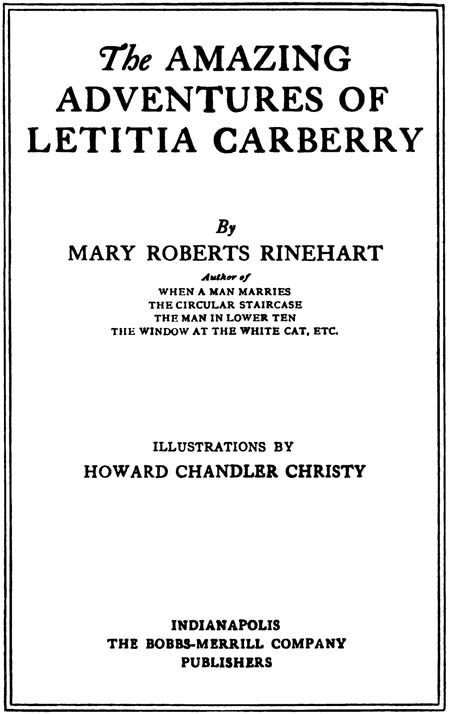 The AMAZING
ADVENTURES OF
LETITIA CARBERRY
By
MARY ROBERTS RINEHART
Author of
WHEN A MAN MARRIES
THE CIRCULAR STAIRCASE
THE MAN IN LOWER TEN
THE WINDOW AT THE WHITE CAT, ETC.
ILLUSTRATIONS BY
HOWARD CHANDLER CHRISTY
INDIANAPOLIS
THE BOBBS-MERRILL COMPANY
PUBLISHERS